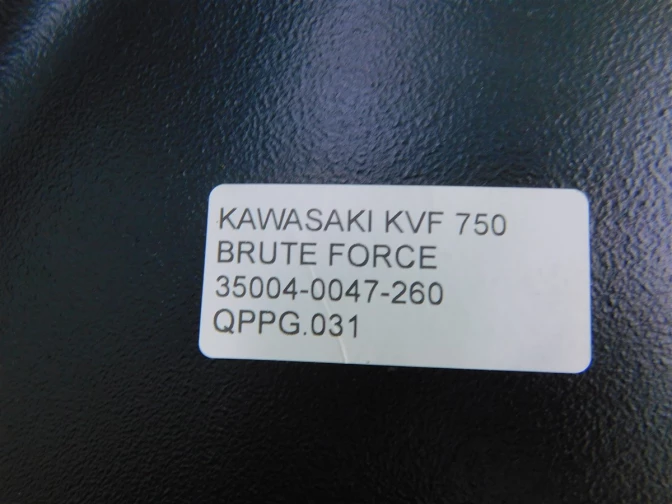 KAWASAKI KVF 750
BRUTE FORCE
35004-0047-260
QPPG.031